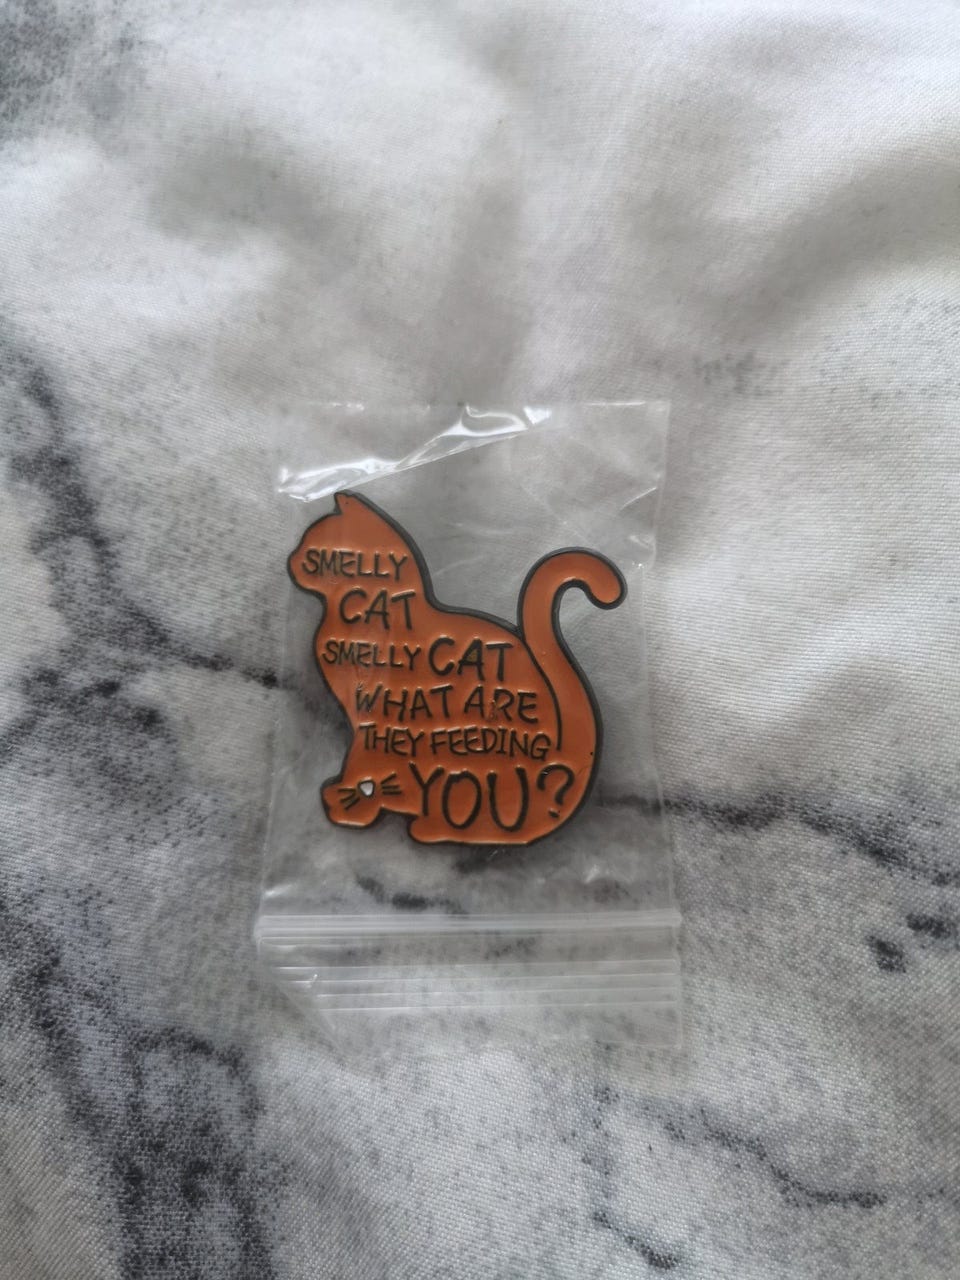 SMELLY
CAT
SMELLY CAT
WHAT ARE
THEY FEEDING
YOU?